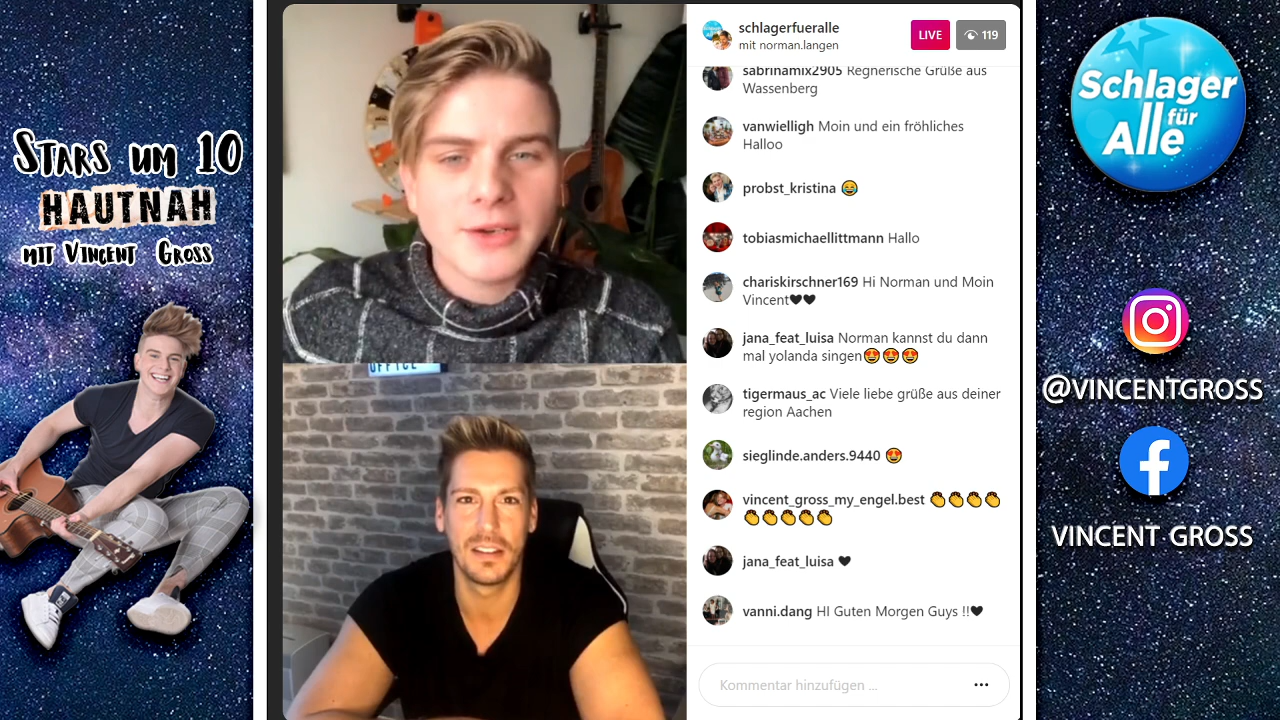 STARS UM 10
HAUTNAH
MIT VINCENT GROSS
OFFICE
schlagerfueralle
mit norman.langen
LIVE
119
sabrinamix2905 Regnerische Grüße aus
Wassenberg
vanwielligh Moin und ein fröhliches
Halloo
probst_kristina 😂
tobiasmichaellittmann Hallo
chariskirschner169 Hi Norman und Moin
Vincent🖤🖤
jana_feat_luisa Norman kannst du dann
mal yolanda singen😍😍😍
tigermaus_ac Viele liebe grüße aus deiner
region Aachen
sieglinde.anders.9440 😍
vincent_gross_my_engel.best 👏👏👏👏
👏👏👏👏👏
jana_feat_luisa 🖤
vanni.dang HI Guten Morgen Guys !!🖤
Kommentar hinzufügen ...
Schlager
für
Alle
@VINCENTGROSS
VINCENT GROSS